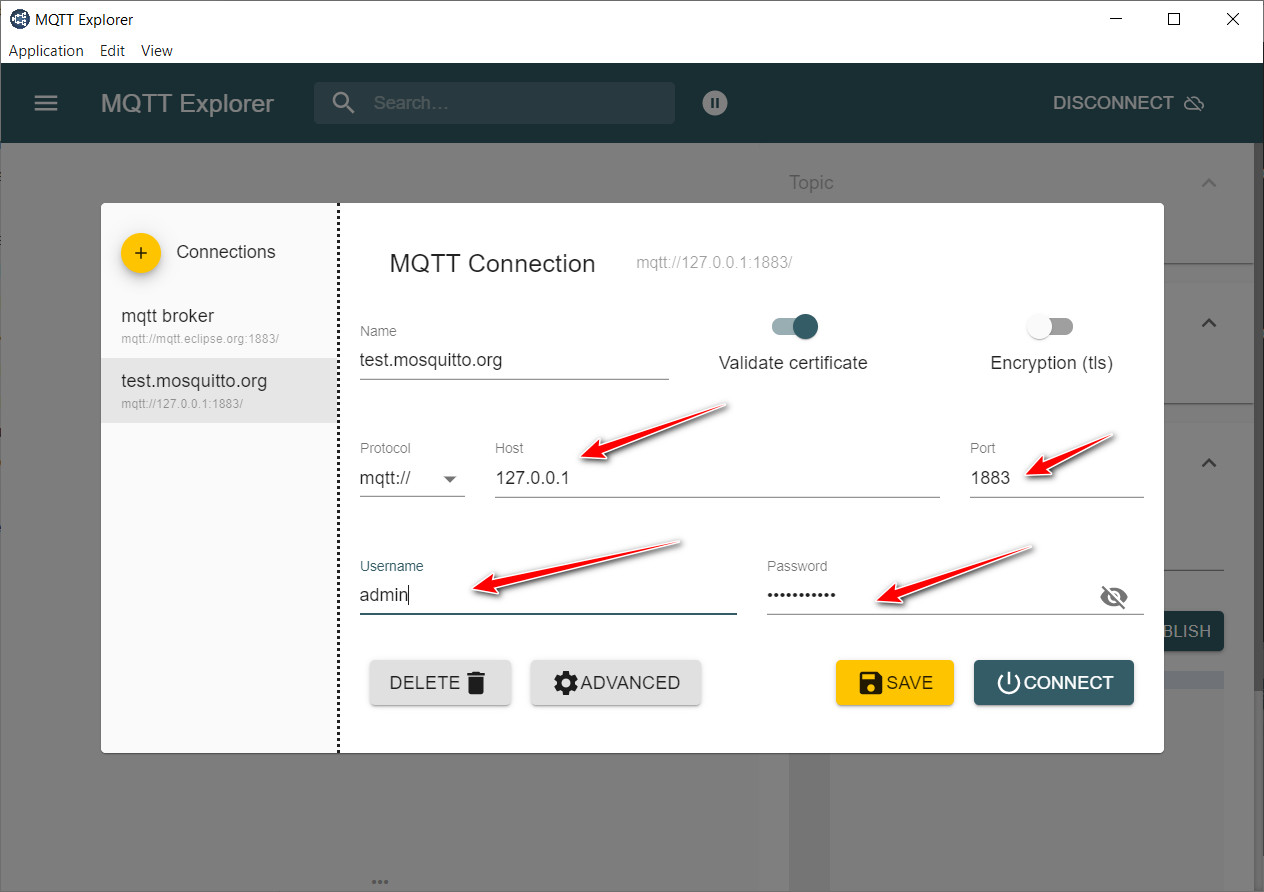 MQTT Explorer
Application Edit View
MQTT Explorer Search... DISCONNECT
Topic
+ Connections
mqtt broker
mqtt://mqtt.eclipse.org:1883/
test.mosquitto.org
mqtt://127.0.0.1:1883/
MQTT Connection mqtt://127.0.0.1:1883/
Name
test.mosquitto.org
Validate certificate Encryption (tls)
Protocol Host Port
mqtt:// 127.0.0.1 1883
Username Password
admin •••••••••••
BLISH
DELETE ADVANCED SAVE CONNECT
...